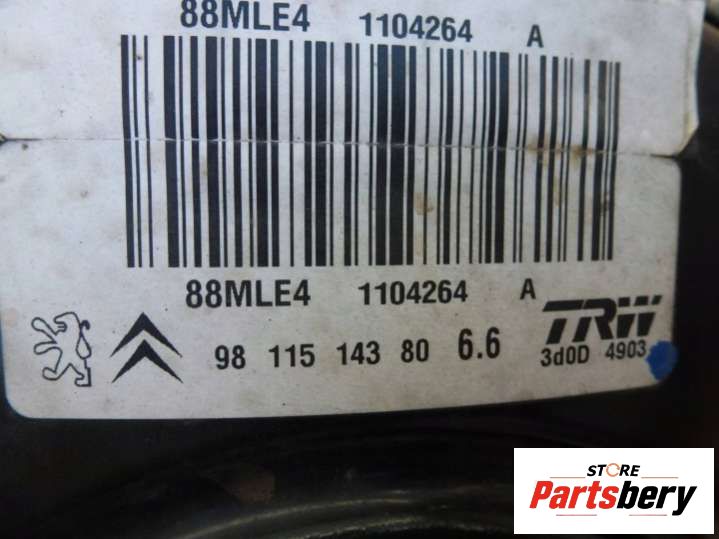 88MLE4 1104264 A
88MLE4 1104264 A
98 115 143 80 6.6
TRW
3d0D 4903
STORE
Partsbery